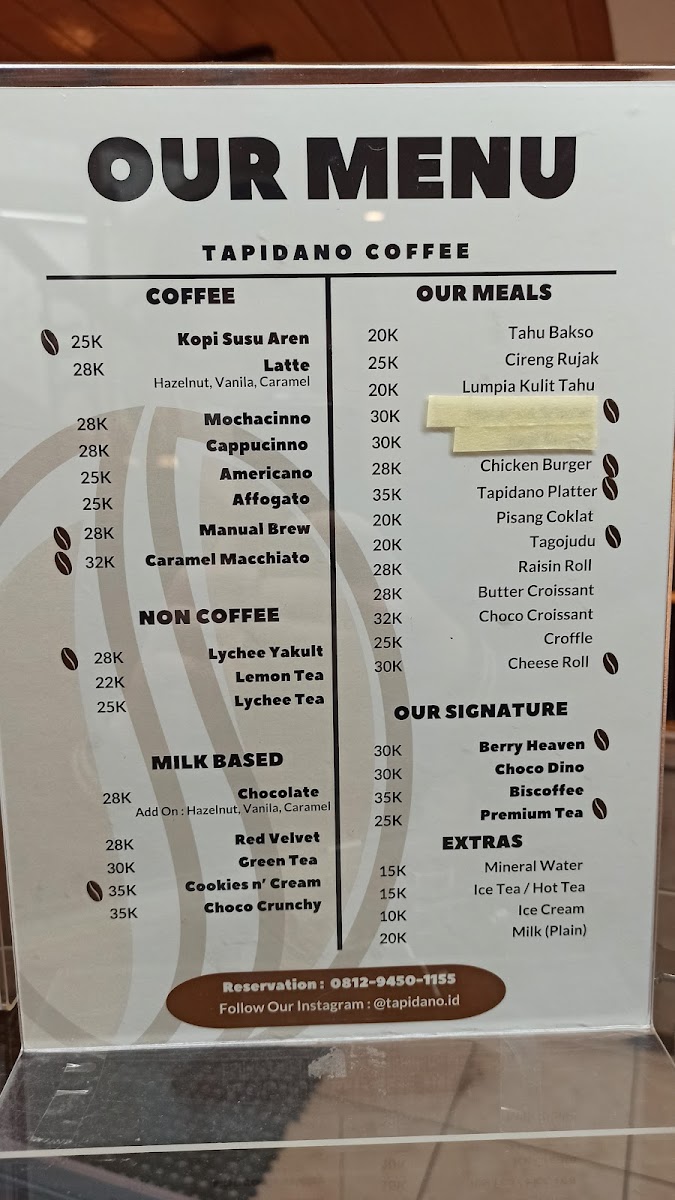 OUR MENU
TAPIDANO COFFEE
COFFEE
25K Kopi Susu Aren
28K Latte
Hazelnut, Vanila, Caramel
28K Mochacinno
28K Cappucinno
25K Americano
25K Affogato
28K Manual Brew
32K Caramel Macchiato
NON COFFEE
28K Lychee Yakult
22K Lemon Tea
25K Lychee Tea
MILK BASED
28K Chocolate
Add On : Hazelnut, Vanila, Caramel
28K Red Velvet
30K Green Tea
35K Cookies n' Cream
35K Choco Crunchy
OUR MEALS
20K Tahu Bakso
25K Cireng Rujak
20K Lumpia Kulit Tahu
30K
30K
28K Chicken Burger
35K Tapidano Platter
20K Pisang Coklat
20K Tagojudu
28K Raisin Roll
28K Butter Croissant
32K Choco Croissant
25K Croffle
30K Cheese Roll
OUR SIGNATURE
30K Berry Heaven
30K Choco Dino
35K Biscoffee
25K Premium Tea
EXTRAS
15K Mineral Water
15K Ice Tea / Hot Tea
10K Ice Cream
20K Milk (Plain)
Reservation : 0812-9450-1155
Follow Our Instagram : @tapidano.id